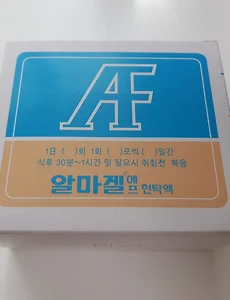 AF
1日 (   )회 1회 (   )포씩 (   )일간
식후 30분~1시간 및 필요시 취침전 복용
알마겔에프 현탁액